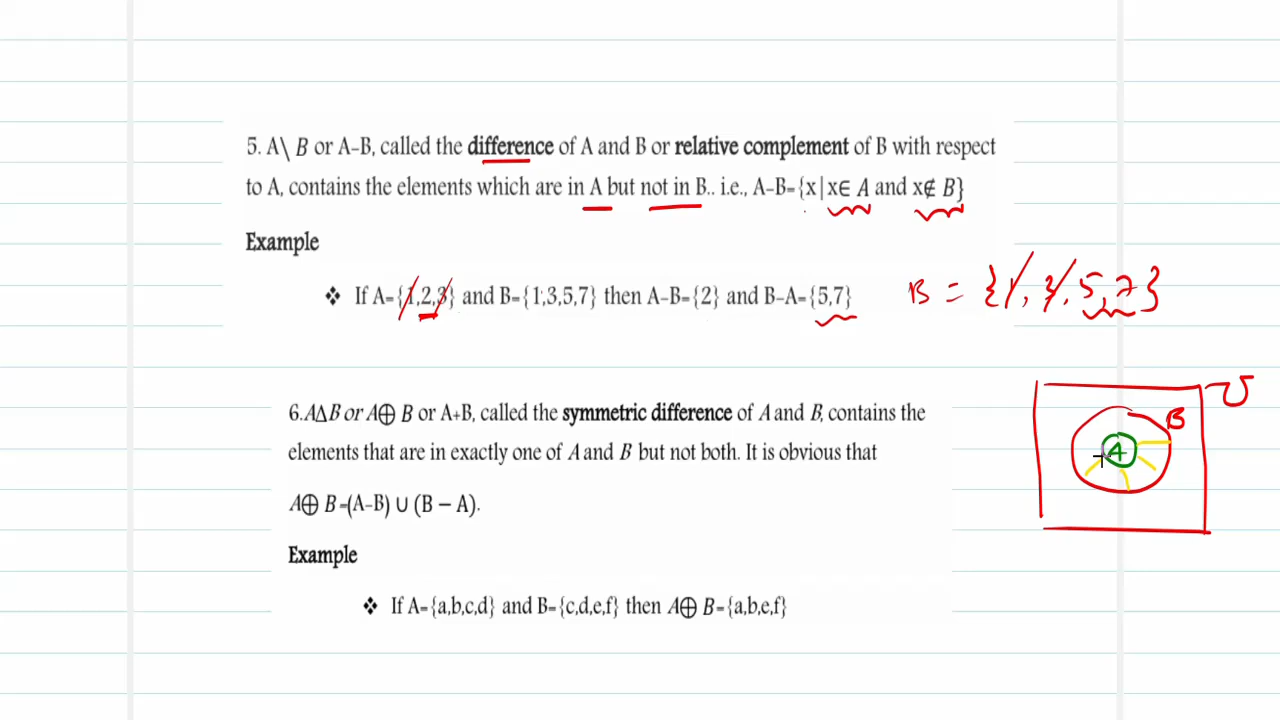 5. A\ B or A–B, called the difference of A and B or relative complement of B with respect
to A, contains the elements which are in A but not in B.. i.e., A–B={x|x∈ A and x∉ B}
Example
❖ If A={1,2,3} and B={1,3,5,7} then A–B={2} and B–A={5,7}
B = {1, 3, 5, 7}
6.A∆B or A⊕ B or A+B, called the symmetric difference of A and B, contains the
elements that are in exactly one of A and B but not both. It is obvious that
A⊕ B=(A–B) ∪ (B − A).
Example
❖ If A={a,b,c,d} and B={c,d,e,f} then A⊕ B={a,b,e,f}
U
B
A